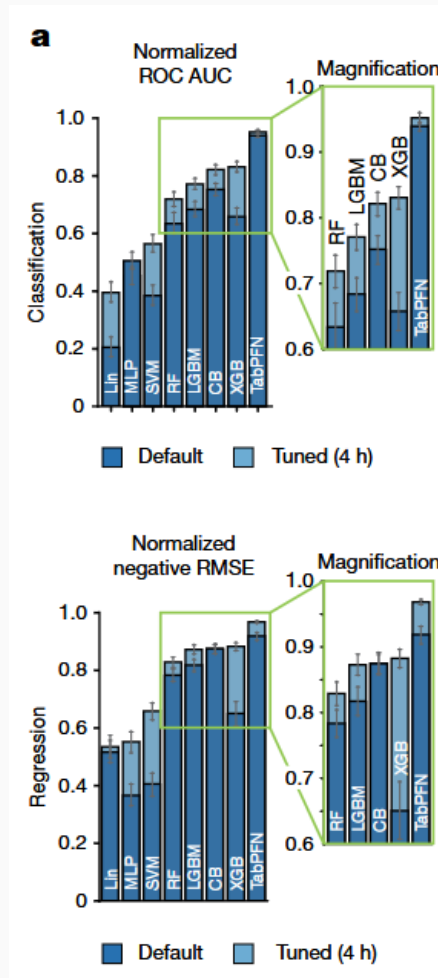 a
Normalized
ROC AUC
Magnification
Classification
1.0
0.8
0.6
0.4
0.2
0
Lin
MLP
SVM
RF
LGBM
CB
XGB
TabPFN
1.0
0.9
0.8
0.7
0.6
RF
LGBM
CB
XGB
TabPFN
Default
Tuned (4 h)
Normalized
negative RMSE
Magnification
Regression
1.0
0.8
0.6
0.4
0.2
0
Lin
MLP
SVM
RF
LGBM
CB
XGB
TabPFN
1.0
0.9
0.8
0.7
0.6
RF
LGBM
CB
XGB
TabPFN
Default
Tuned (4 h)